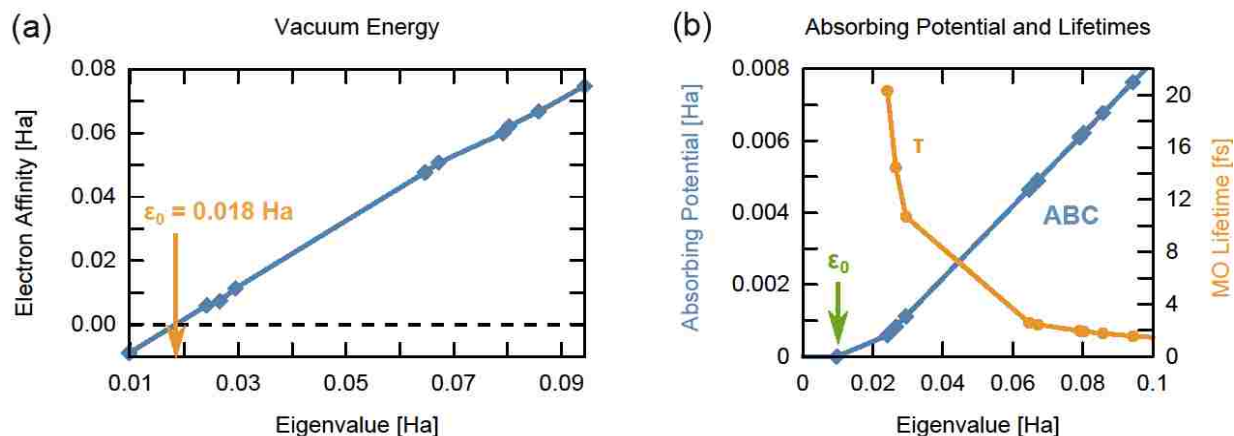 (a)
Vacuum Energy
Electron Affinity [Ha]
0.08
0.06
0.04
0.02
0.00
ε₀ = 0.018 Ha
0.01 0.03 0.05 0.07 0.09
Eigenvalue [Ha]
(b)
Absorbing Potential and Lifetimes
Absorbing Potential [Ha]
0.008
0.006
0.004
0.002
0
τ
ABC
ε₀
20
16
12
8
4
0
MO Lifetime [fs]
0 0.02 0.04 0.06 0.08 0.1
Eigenvalue [Ha]